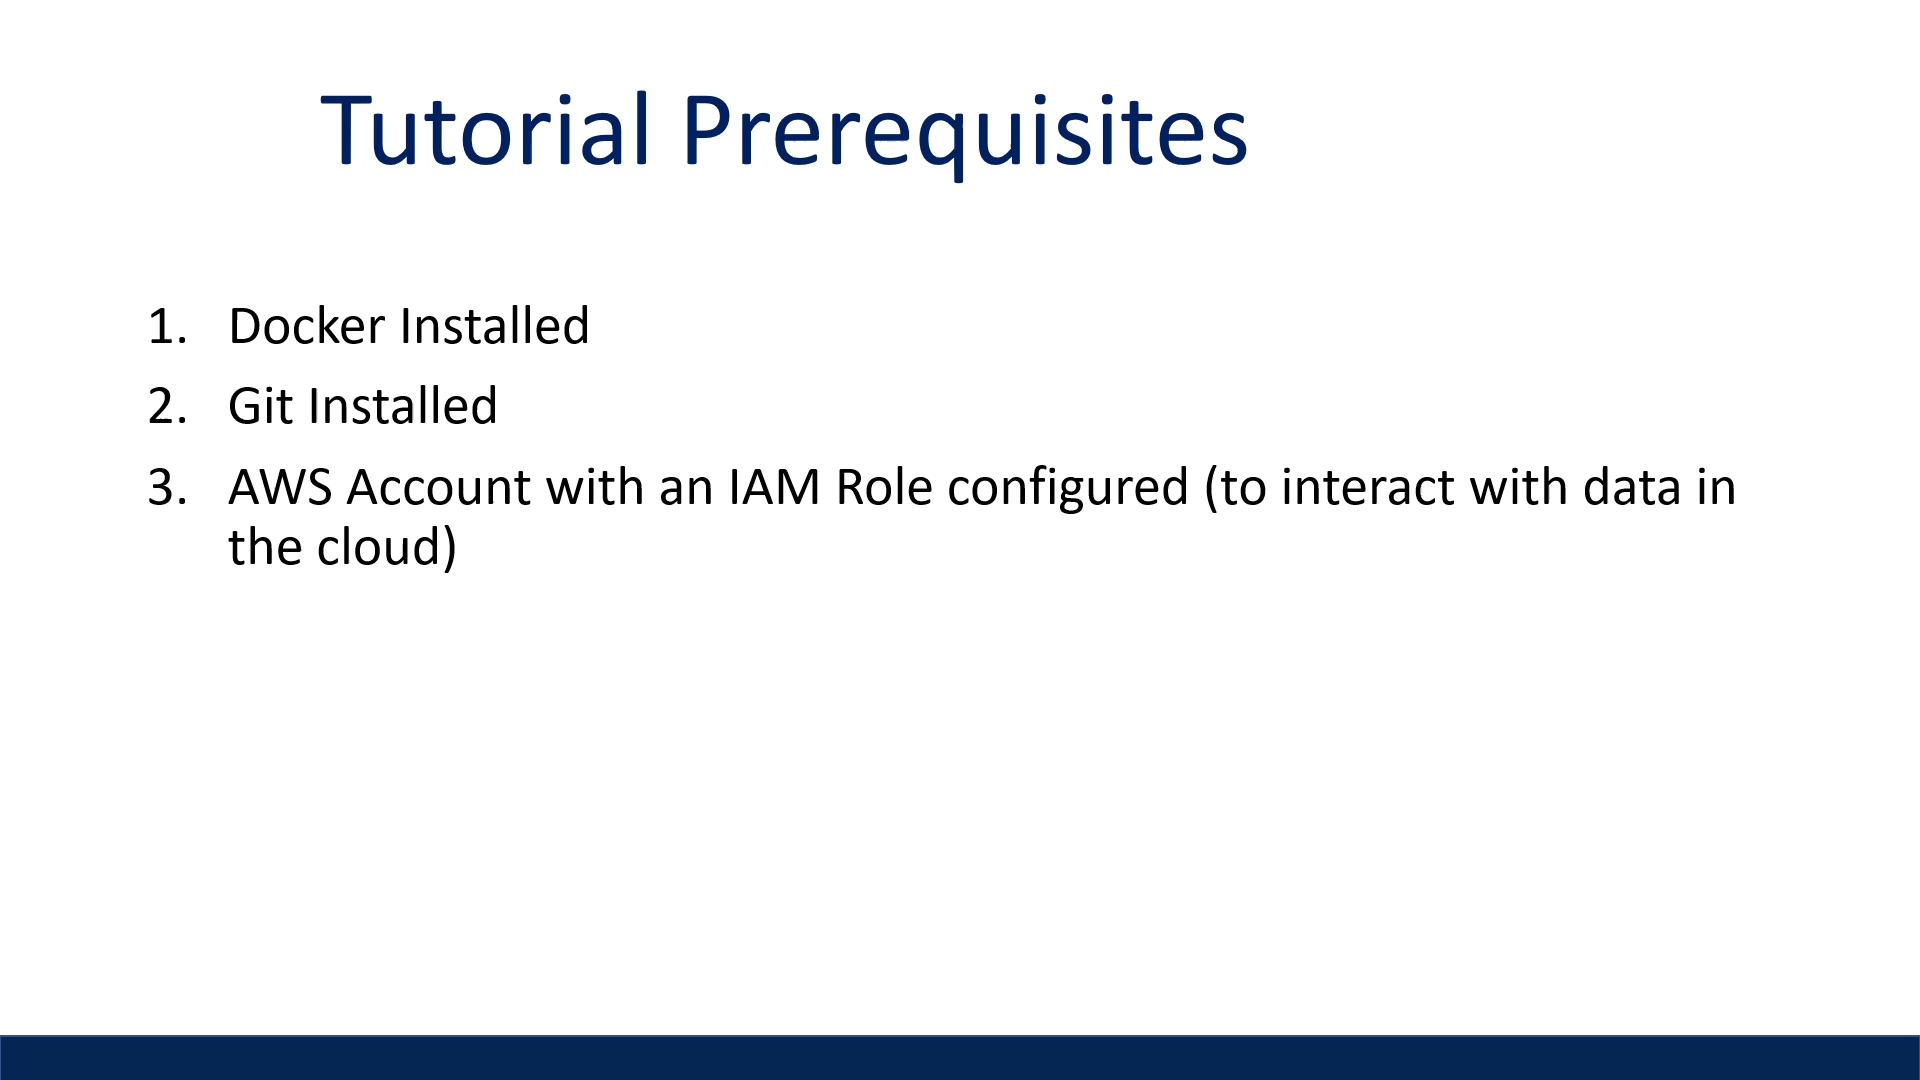 Tutorial Prerequisites
1. Docker Installed
2. Git Installed
3. AWS Account with an IAM Role configured (to interact with data in
the cloud)